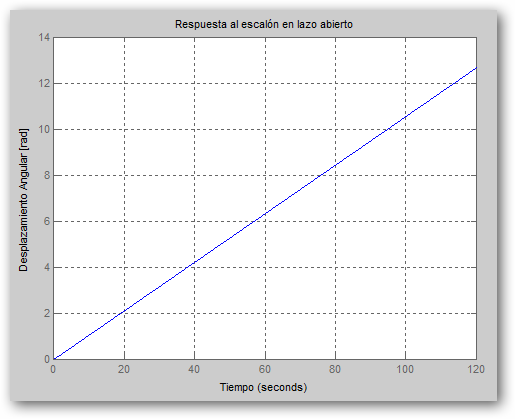 Respuesta al escalón en lazo abierto
14
12
10
8
6
4
2
0
Desplazamiento Angular [rad]
0 20 40 60 80 100 120
Tiempo (seconds)